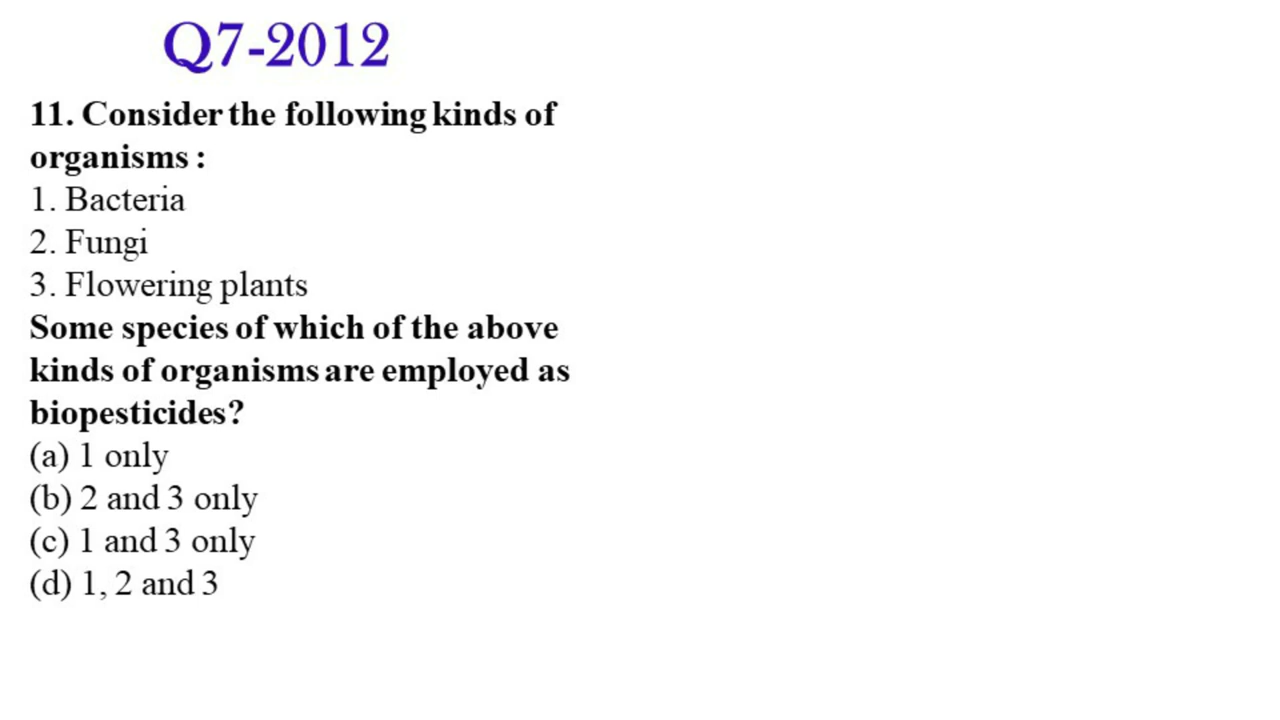 Q7-2012
11. Consider the following kinds of
organisms :
1. Bacteria
2. Fungi
3. Flowering plants
Some species of which of the above
kinds of organisms are employed as
biopesticides?
(a) 1 only
(b) 2 and 3 only
(c) 1 and 3 only
(d) 1, 2 and 3